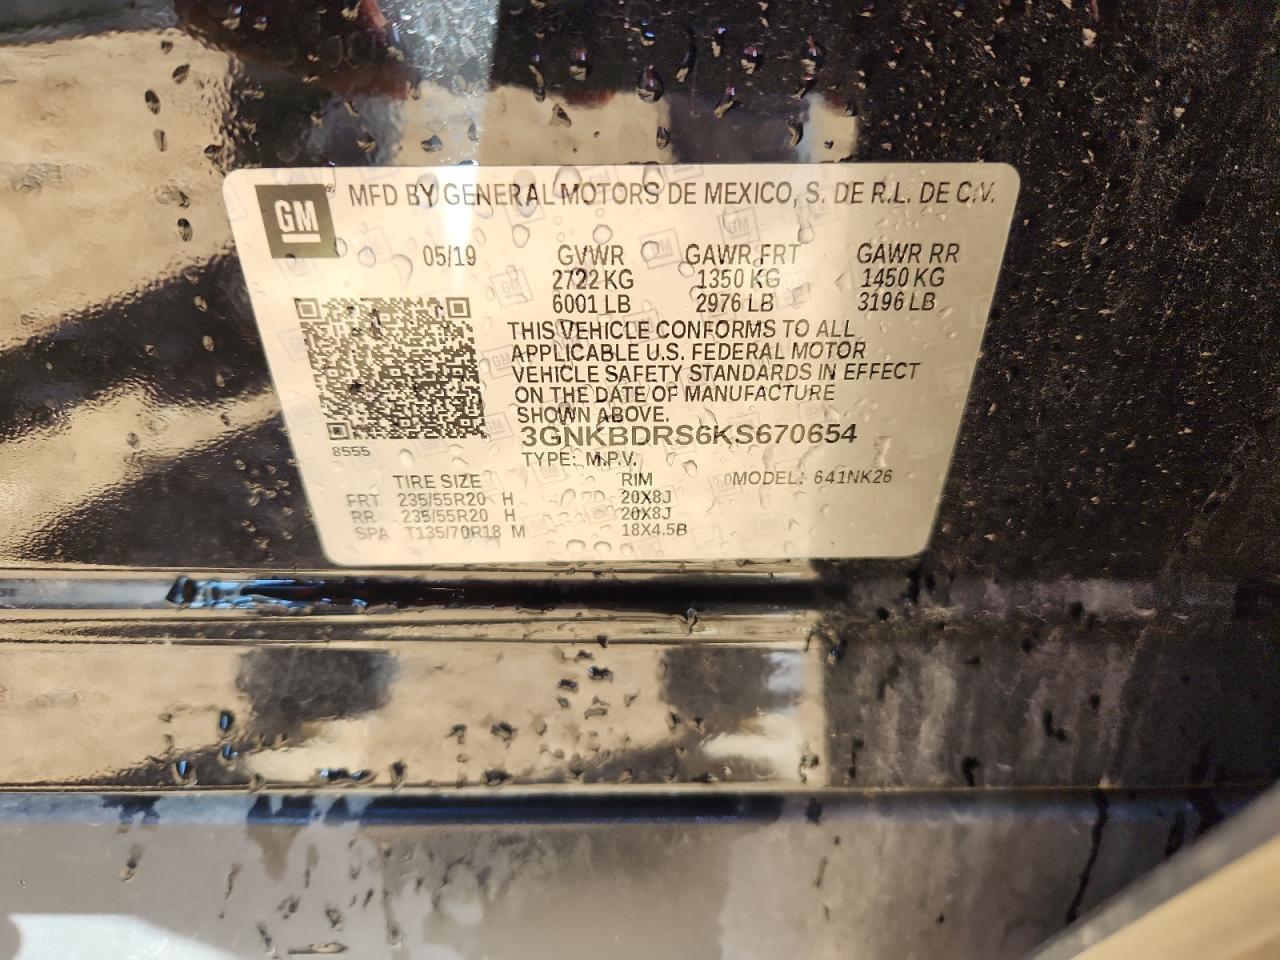 GM ® MFD BY GENERAL MOTORS DE MEXICO, S. DE R.L. DE C.V.
05/19 GVWR GAWR FRT GAWR RR
2722 KG 1350 KG 1450 KG
6001 LB 2976 LB 3196 LB
THIS VEHICLE CONFORMS TO ALL
APPLICABLE U.S. FEDERAL MOTOR
VEHICLE SAFETY STANDARDS IN EFFECT
ON THE DATE OF MANUFACTURE
SHOWN ABOVE.
3GNKBDRS6KS670654
8555
TYPE: M.P.V.
TIRE SIZE RIM MODEL: 641NK26
FRT 235/55R20 H 20X8J
RR 235/55R20 H 20X8J
SPA T135/70R18 M 18X4.5B